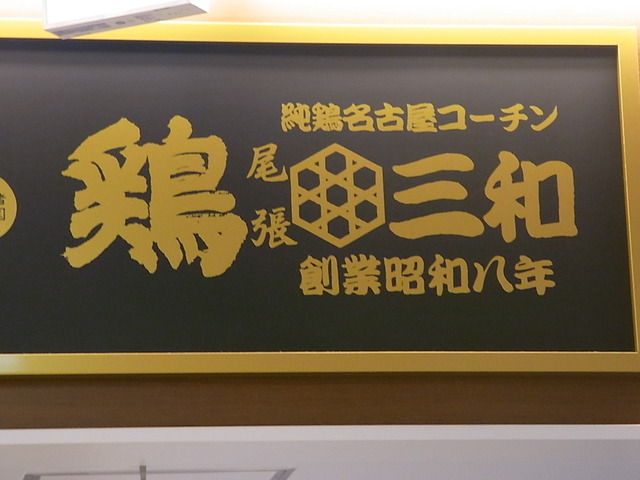 純鶏名古屋コーチン
鶏
尾張
三和
創業昭和八年